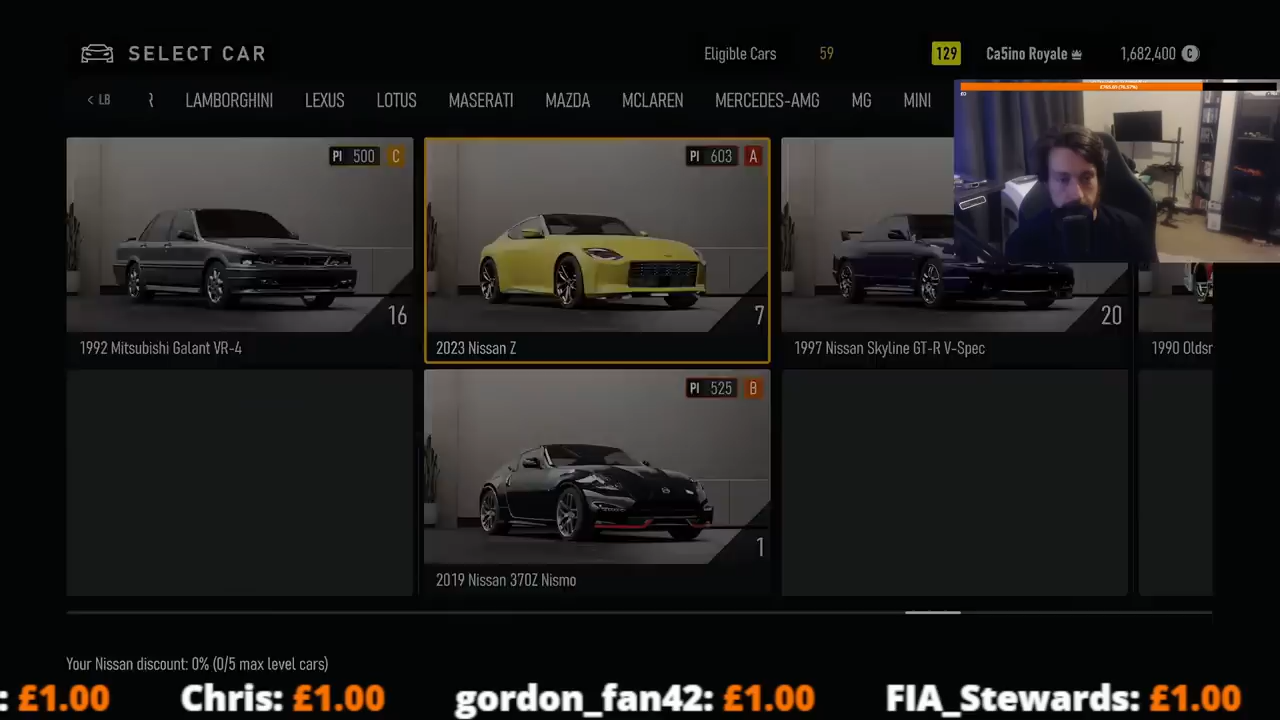 SELECT CAR
Eligible Cars 59
129 Ca5ino Royale 1,682,400 C
< LB
LAMBORGHINI LEXUS LOTUS MASERATI MAZDA MCLAREN MERCEDES-AMG MG MINI
PI 500 C
16
1992 Mitsubishi Galant VR-4
PI 603 A
7
2023 Nissan Z
20
1997 Nissan Skyline GT-R V-Spec
1990 Oldsr
PI 525 B
1
2019 Nissan 370Z Nismo
Your Nissan discount: 0% (0/5 max level cars)
: £1.00 Chris: £1.00 gordon_fan42: £1.00 FIA_Stewards: £1.00